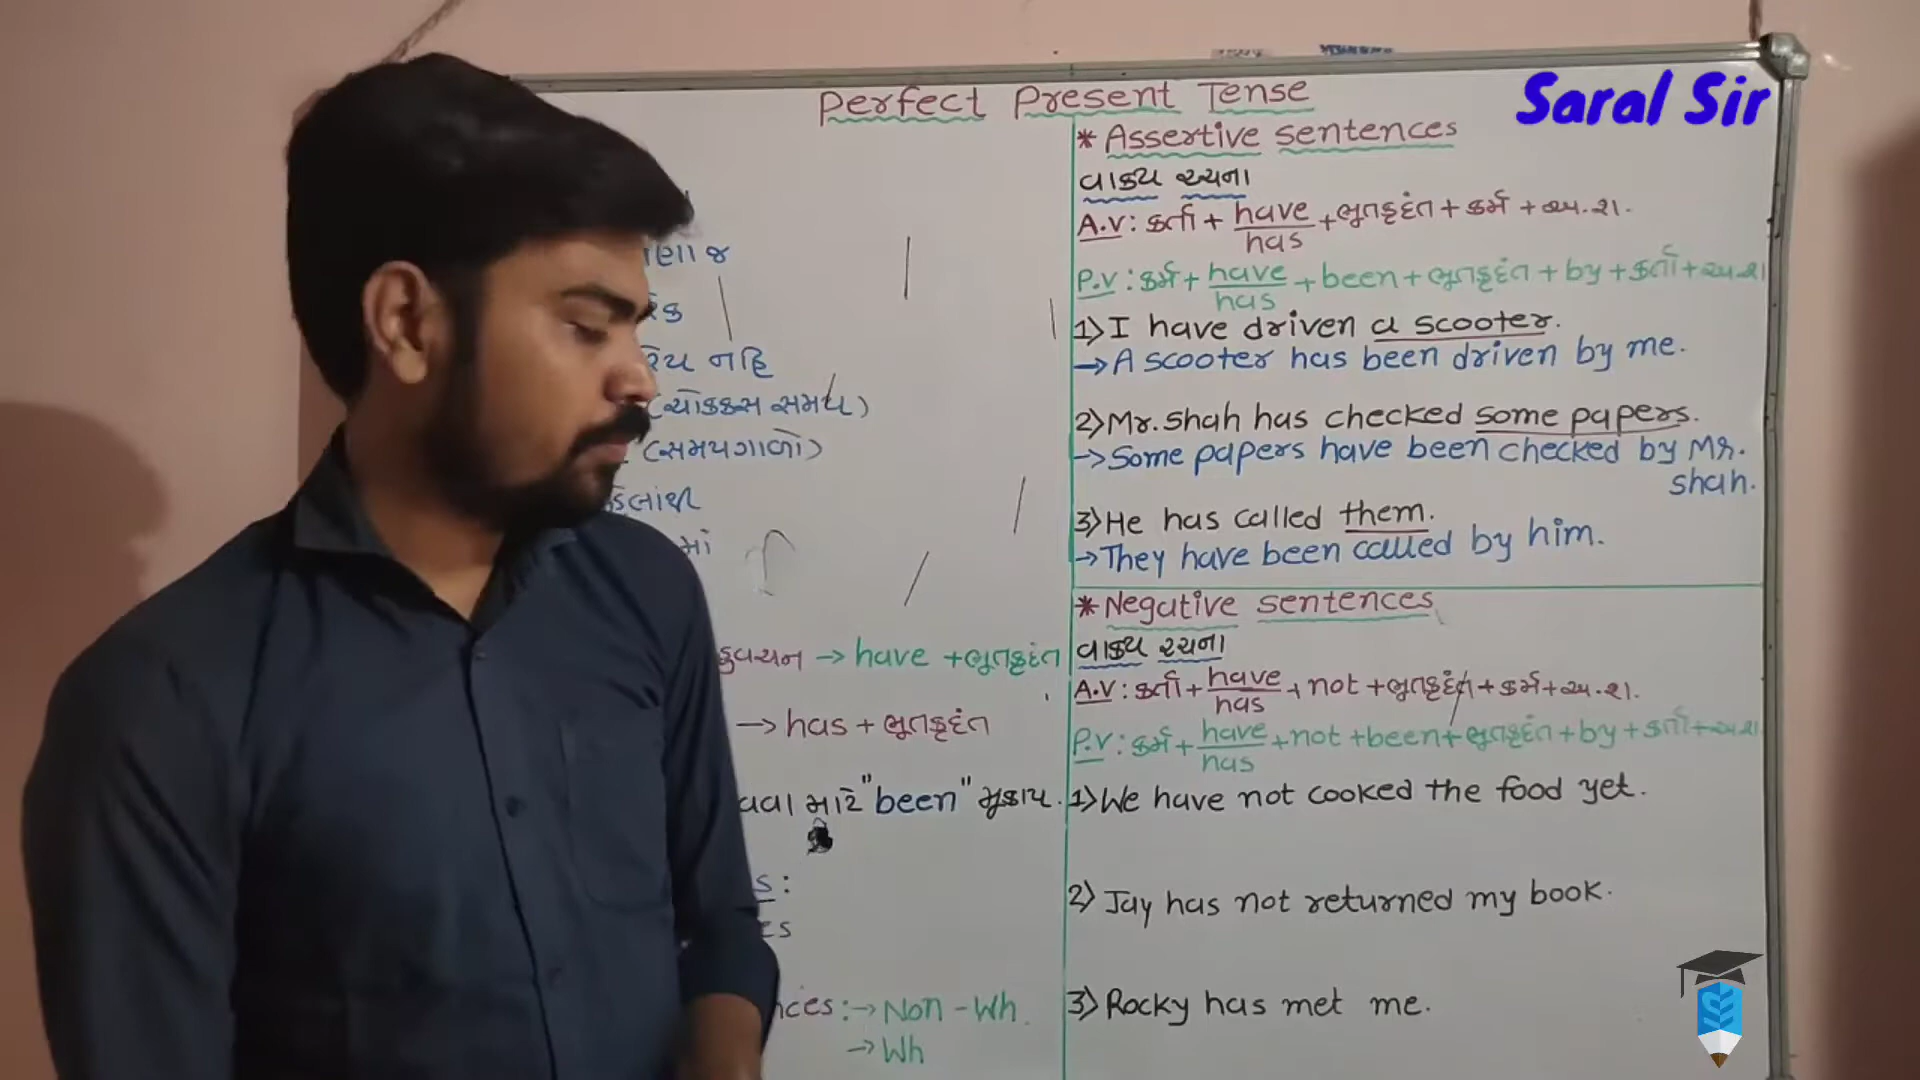 Perfect Present Tense
Saral Sir
જ
નહિ
(ચોક્કસ સમય)
(સમયગાળો)
→ have + ભૂતકૃદંત
→ has + ભૂતકૃદંત
માટે "been" મુકાય.
→ Non - Wh
→ Wh
* Assertive sentences
વાક્ય રચના
A.V: કર્તા + have/has + ભૂતકૃદંત + કર્મ + અ.શ.
P.V: કર્મ + have/has + been + ભૂતકૃદંત + by + કર્તા + અ.શ
1) I have driven a scooter.
→ A scooter has been driven by me.
2) Mr. Shah has checked some papers.
→ Some papers have been checked by Mr.
shah.
3) He has called them.
→ They have been called by him.
* Negative sentences
વાક્ય રચના
A.V: કર્તા + have/has + not + ભૂતકૃદંત + કર્મ + અ.શ.
P.V: કર્મ + have/has + not + been + ભૂતકૃદંત + by + કર્તા + અ.શ.
1) We have not cooked the food yet.
2) Jay has not returned my book.
3) Rocky has met me.